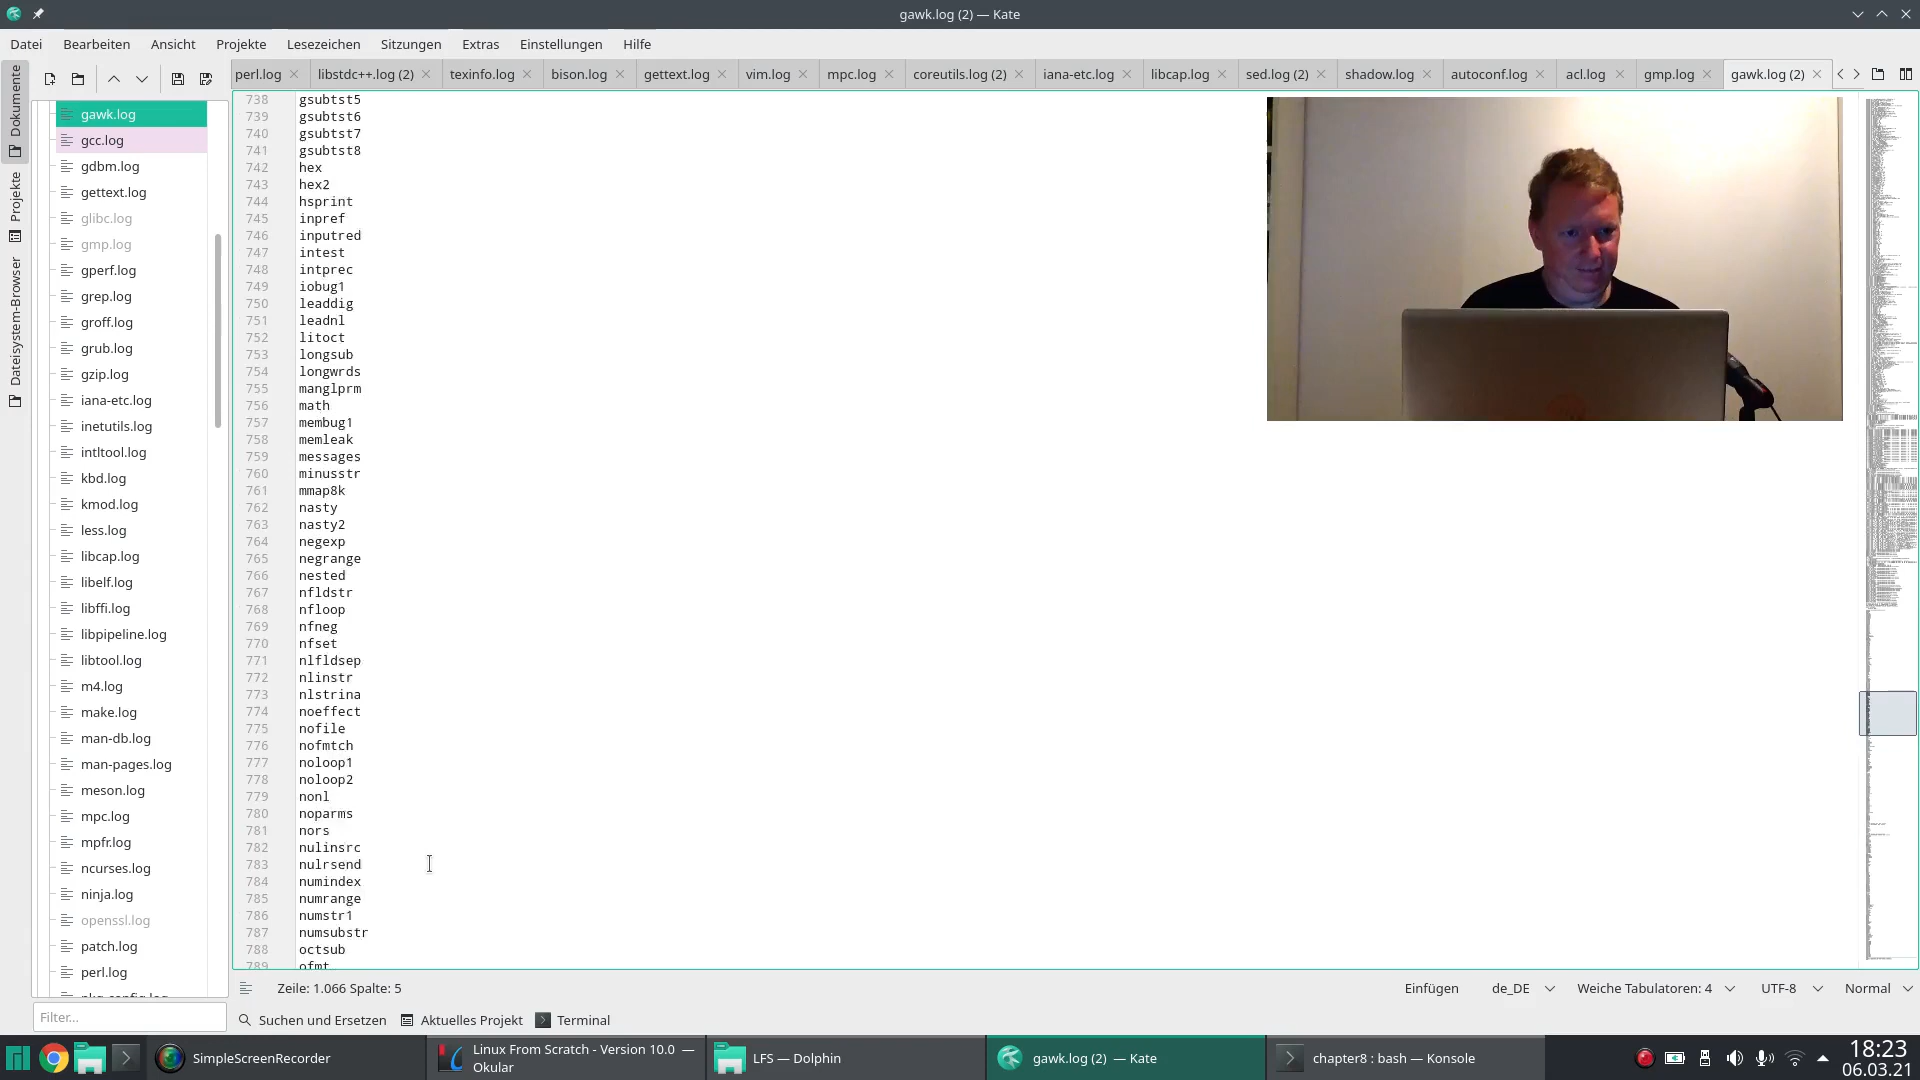 gawk.log (2) — Kate
Datei Bearbeiten Ansicht Projekte Lesezeichen Sitzungen Extras Einstellungen Hilfe
perl.log libstdc++.log (2) texinfo.log bison.log gettext.log vim.log mpc.log coreutils.log (2) iana-etc.log libcap.log sed.log (2) shadow.log autoconf.log acl.log gmp.log gawk.log (2)
Dokumente
Projekte
Dateisystem-Browser
gawk.log
gcc.log
gdbm.log
gettext.log
glibc.log
gmp.log
gperf.log
grep.log
groff.log
grub.log
gzip.log
iana-etc.log
inetutils.log
intltool.log
kbd.log
kmod.log
less.log
libcap.log
libelf.log
libffi.log
libpipeline.log
libtool.log
m4.log
make.log
man-db.log
man-pages.log
meson.log
mpc.log
mpfr.log
ncurses.log
ninja.log
openssl.log
patch.log
perl.log
pkg-config.log
Filter...
738 gsubtst5
739 gsubtst6
740 gsubtst7
741 gsubtst8
742 hex
743 hex2
744 hsprint
745 inpref
746 inputred
747 intest
748 intprec
749 iobug1
750 leaddig
751 leadnl
752 litoct
753 longsub
754 longwrds
755 manglprm
756 math
757 membug1
758 memleak
759 messages
760 minusstr
761 mmap8k
762 nasty
763 nasty2
764 negexp
765 negrange
766 nested
767 nfldstr
768 nfloop
769 nfneg
770 nfset
771 nlfldsep
772 nlinstr
773 nlstrina
774 noeffect
775 nofile
776 nofmtch
777 noloop1
778 noloop2
779 nonl
780 noparms
781 nors
782 nulinsrc
783 nulrsend
784 numindex
785 numrange
786 numstr1
787 numsubstr
788 octsub
789 ofmt
Zeile: 1.066 Spalte: 5 Einfügen de_DE Weiche Tabulatoren: 4 UTF-8 Normal
Suchen und Ersetzen Aktuelles Projekt Terminal
SimpleScreenRecorder
Linux From Scratch - Version 10.0 —
Okular
LFS — Dolphin
gawk.log (2) — Kate
chapter8 : bash — Konsole
18:23
06.03.21